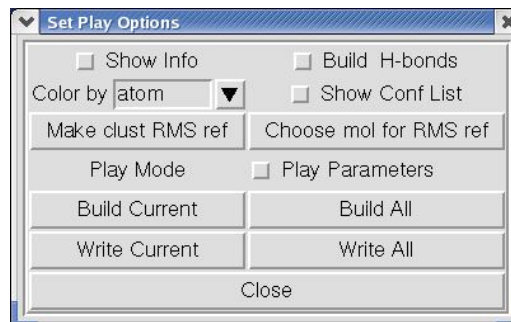 Set Play Options
Show Info Build H-bonds
Color by atom Show Conf List
Make clust RMS ref Choose mol for RMS ref
Play Mode Play Parameters
Build Current Build All
Write Current Write All
Close